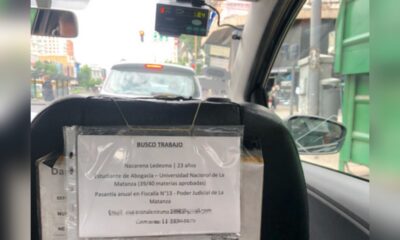 BUSCO TRABAJO
Nazarena Ledesma | 23 años
Estudiante de Abogacía – Universidad Nacional de La
Matanza (39/40 materias aprobadas)
Pasantía anual en Fiscalía N°13 - Poder Judicial de La
Matanza